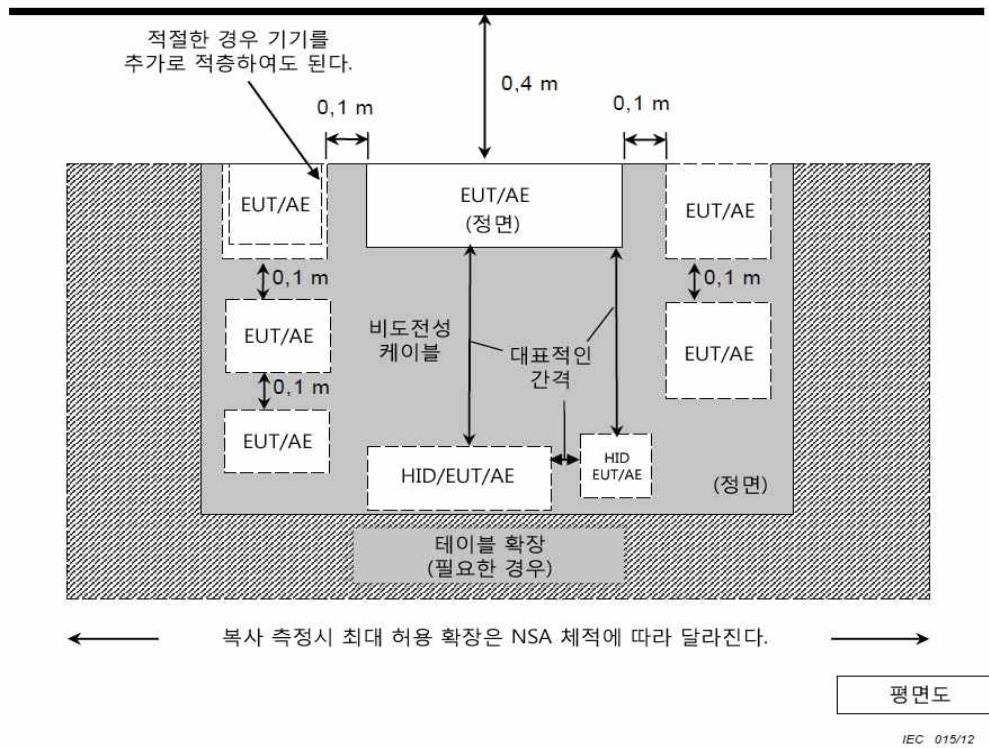 적절한 경우 기기를
추가로 적층하여도 된다.
0,4 m
0,1 m
0,1 m
EUT/AE
EUT/AE
(정면)
EUT/AE
0,1 m
0,1 m
EUT/AE
비도전성
케이블
대표적인
간격
EUT/AE
0,1 m
EUT/AE
HID/EUT/AE
HID
EUT/AE
(정면)
테이블 확장
(필요한 경우)
복사 측정시 최대 허용 확장은 NSA 체적에 따라 달라진다.
평면도
IEC 015/12